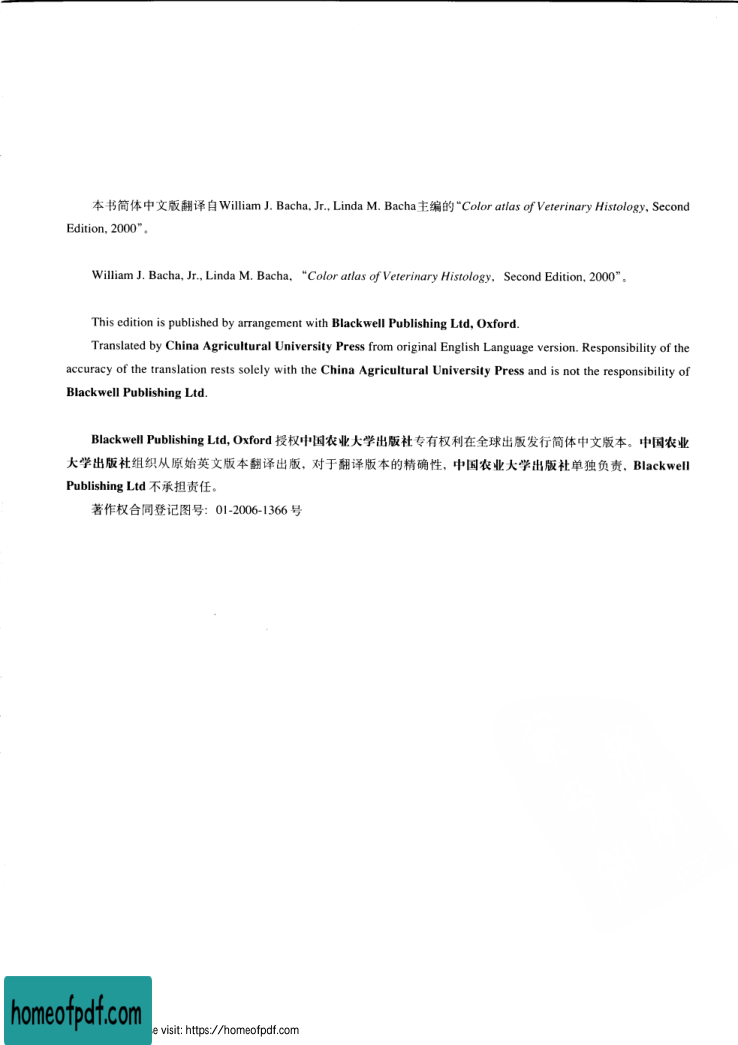 本书简体中文版翻译自William J. Bacha, Jr., Linda M. Bacha主编的“Color atlas of Veterinary Histology, Second
Edition, 2000”。
William J. Bacha, Jr., Linda M. Bacha, “Color atlas of Veterinary Histology, Second Edition, 2000”。
This edition is published by arrangement with Blackwell Publishing Ltd, Oxford.
Translated by China Agricultural University Press from original English Language version. Responsibility of the
accuracy of the translation rests solely with the China Agricultural University Press and is not the responsibility of
Blackwell Publishing Ltd.
Blackwell Publishing Ltd, Oxford 授权中国农业大学出版社专有权利在全球出版发行简体中文版本。中国农业
大学出版社组织从原始英文版本翻译出版, 对于翻译版本的精确性, 中国农业大学出版社单独负责, Blackwell
Publishing Ltd 不承担责任。
著作权合同登记图号: 01-2006-1366 号
homeofpdf.com
e visit: https://homeofpdf.com